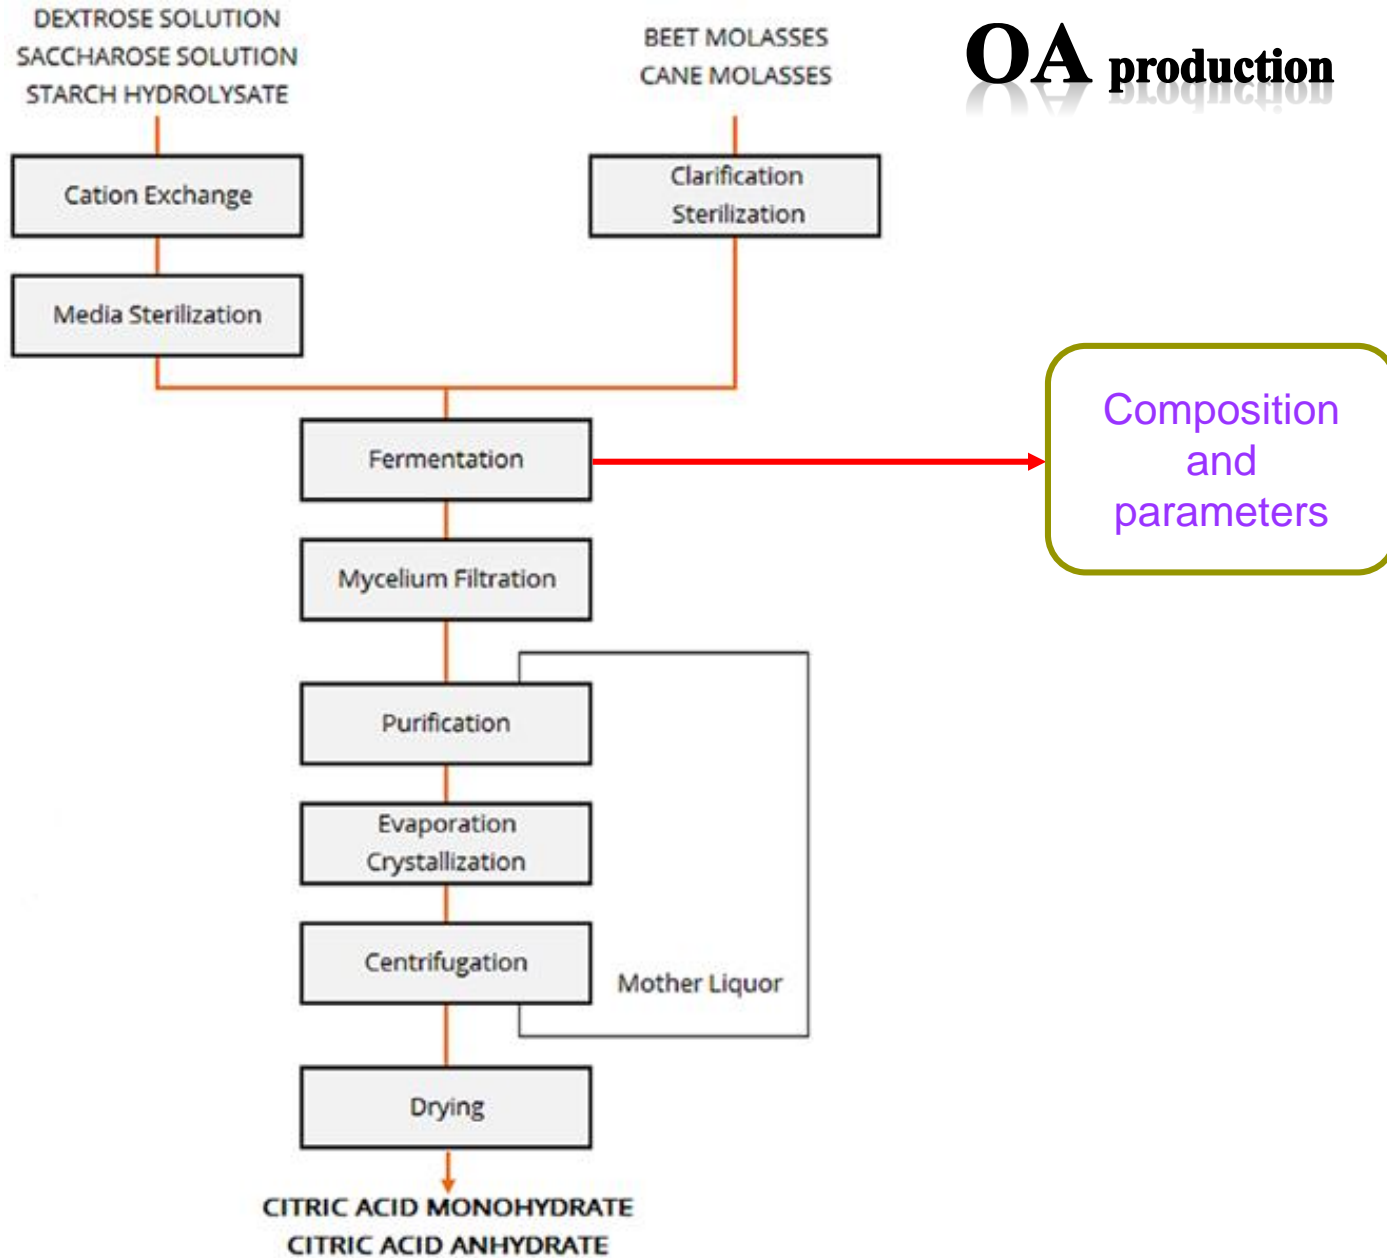 DEXTROSE SOLUTION
SACCHAROSE SOLUTION
STARCH HYDROLYSATE
BEET MOLASSES
CANE MOLASSES
OA production
Cation Exchange
Clarification
Sterilization
Media Sterilization
Composition
and
parameters
Fermentation
Mycelium Filtration
Purification
Evaporation
Crystallization
Centrifugation
Mother Liquor
Drying
CITRIC ACID MONOHYDRATE
CITRIC ACID ANHYDRATE